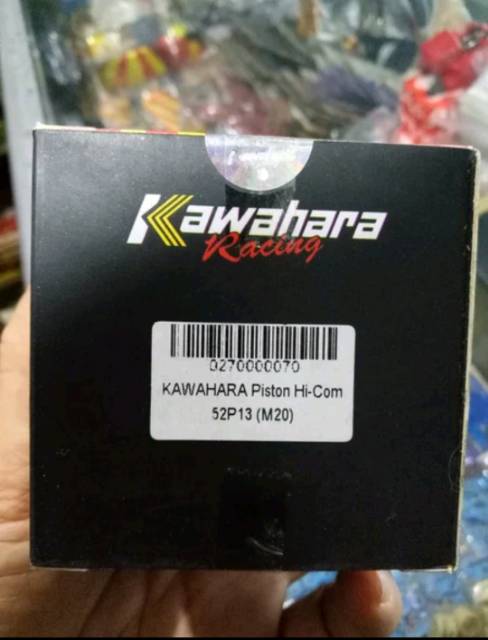 Kawahara
Racing
0270000070
KAWAHARA Piston Hi-Com
52P13 (M20)